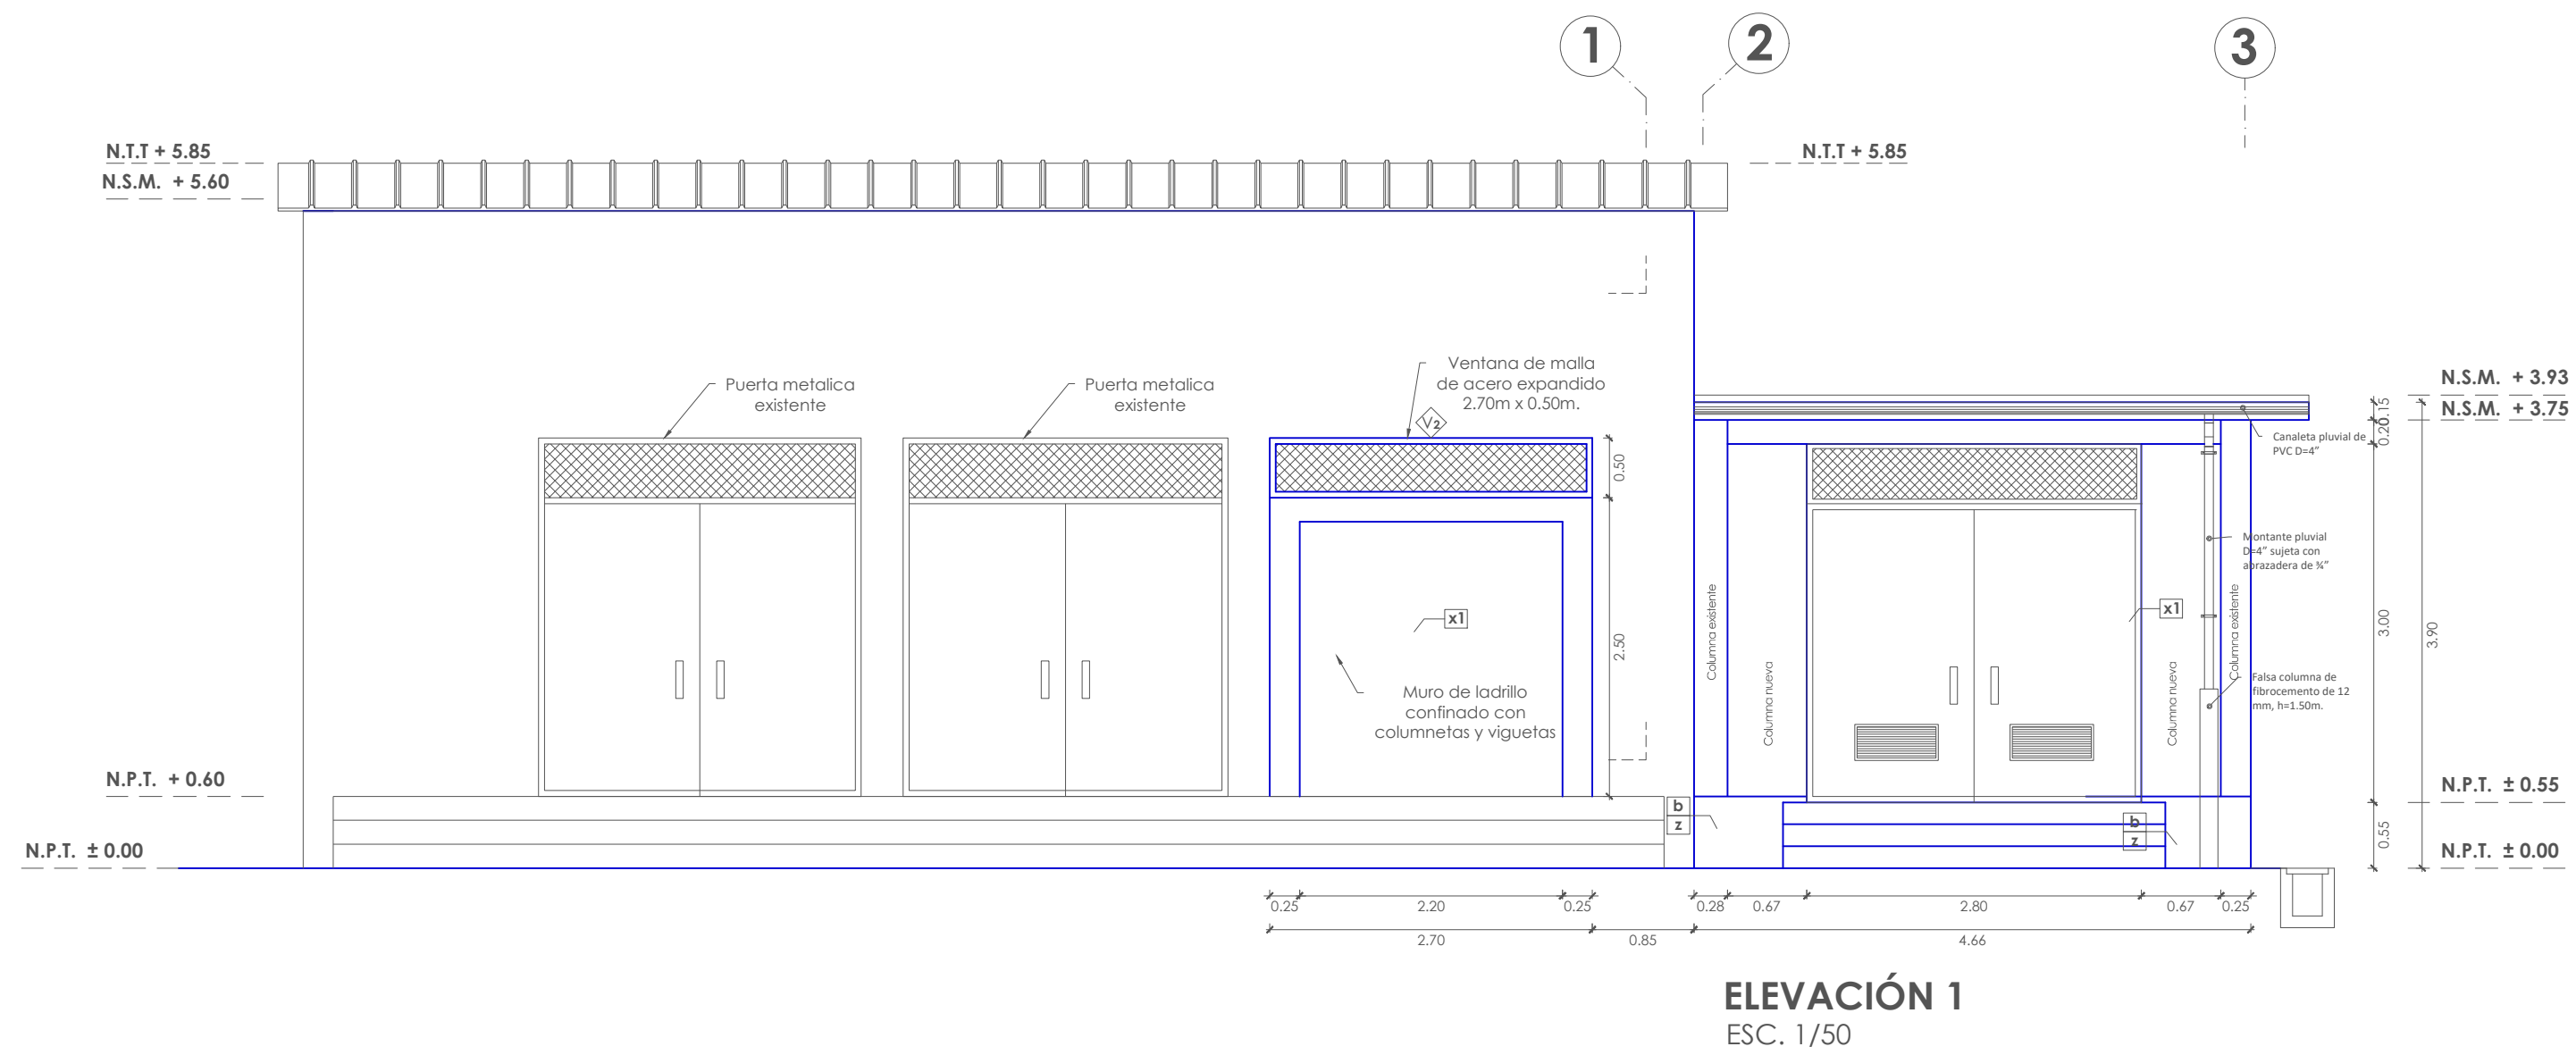 1
2
3
N.T.T + 5.85
N.S.M. + 5.60
N.T.T + 5.85
Puerta metalica
existente
Puerta metalica
existente
Ventana de malla
de acero expandido
2.70m x 0.50m.
V2
N.S.M. + 3.93
N.S.M. + 3.75
0.15
0.20
Canaleta pluvial de
PVC D=4"
0.50
Montante pluvial
D=4" sujeta con
abrazadera de ¾"
Columna existente
Columna existente
x1
x1
2.50
3.00
3.90
Columna nueva
Columna nueva
Muro de ladrillo
confinado con
columnetas y viguetas
Falsa columna de
fibrocemento de 12
mm, h=1.50m.
N.P.T. + 0.60
N.P.T. ± 0.55
b
z
b
z
0.55
N.P.T. ± 0.00
N.P.T. ± 0.00
0.25
2.20
0.25
0.28
0.67
2.80
0.67
0.25
2.70
0.85
4.66
ELEVACIÓN 1
ESC. 1/50